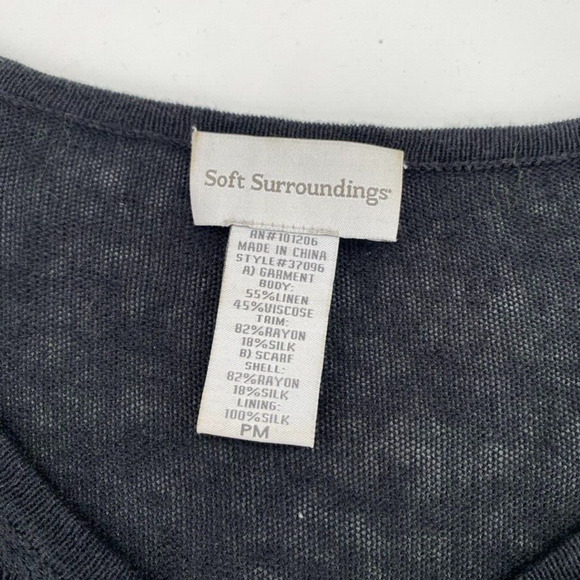 Soft Surroundings®
RN#101206
MADE IN CHINA
STYLE#37096
A) GARMENT
BODY:
55%LINEN
45%VISCOSE
TRIM:
82%RAYON
18%SILK
B) SCARF
SHELL:
82%RAYON
18%SILK
LINING:
100%SILK
PM